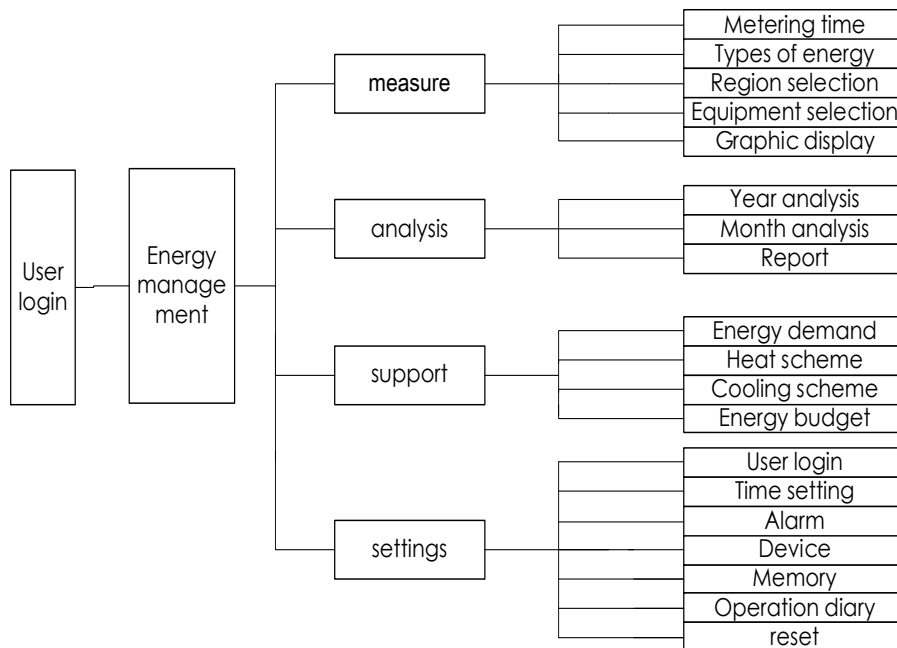 User
login
Energy
manage
ment
measure
Metering time
Types of energy
Region selection
Equipment selection
Graphic display
analysis
Year analysis
Month analysis
Report
support
Energy demand
Heat scheme
Cooling scheme
Energy budget
settings
User login
Time setting
Alarm
Device
Memory
Operation diary
reset